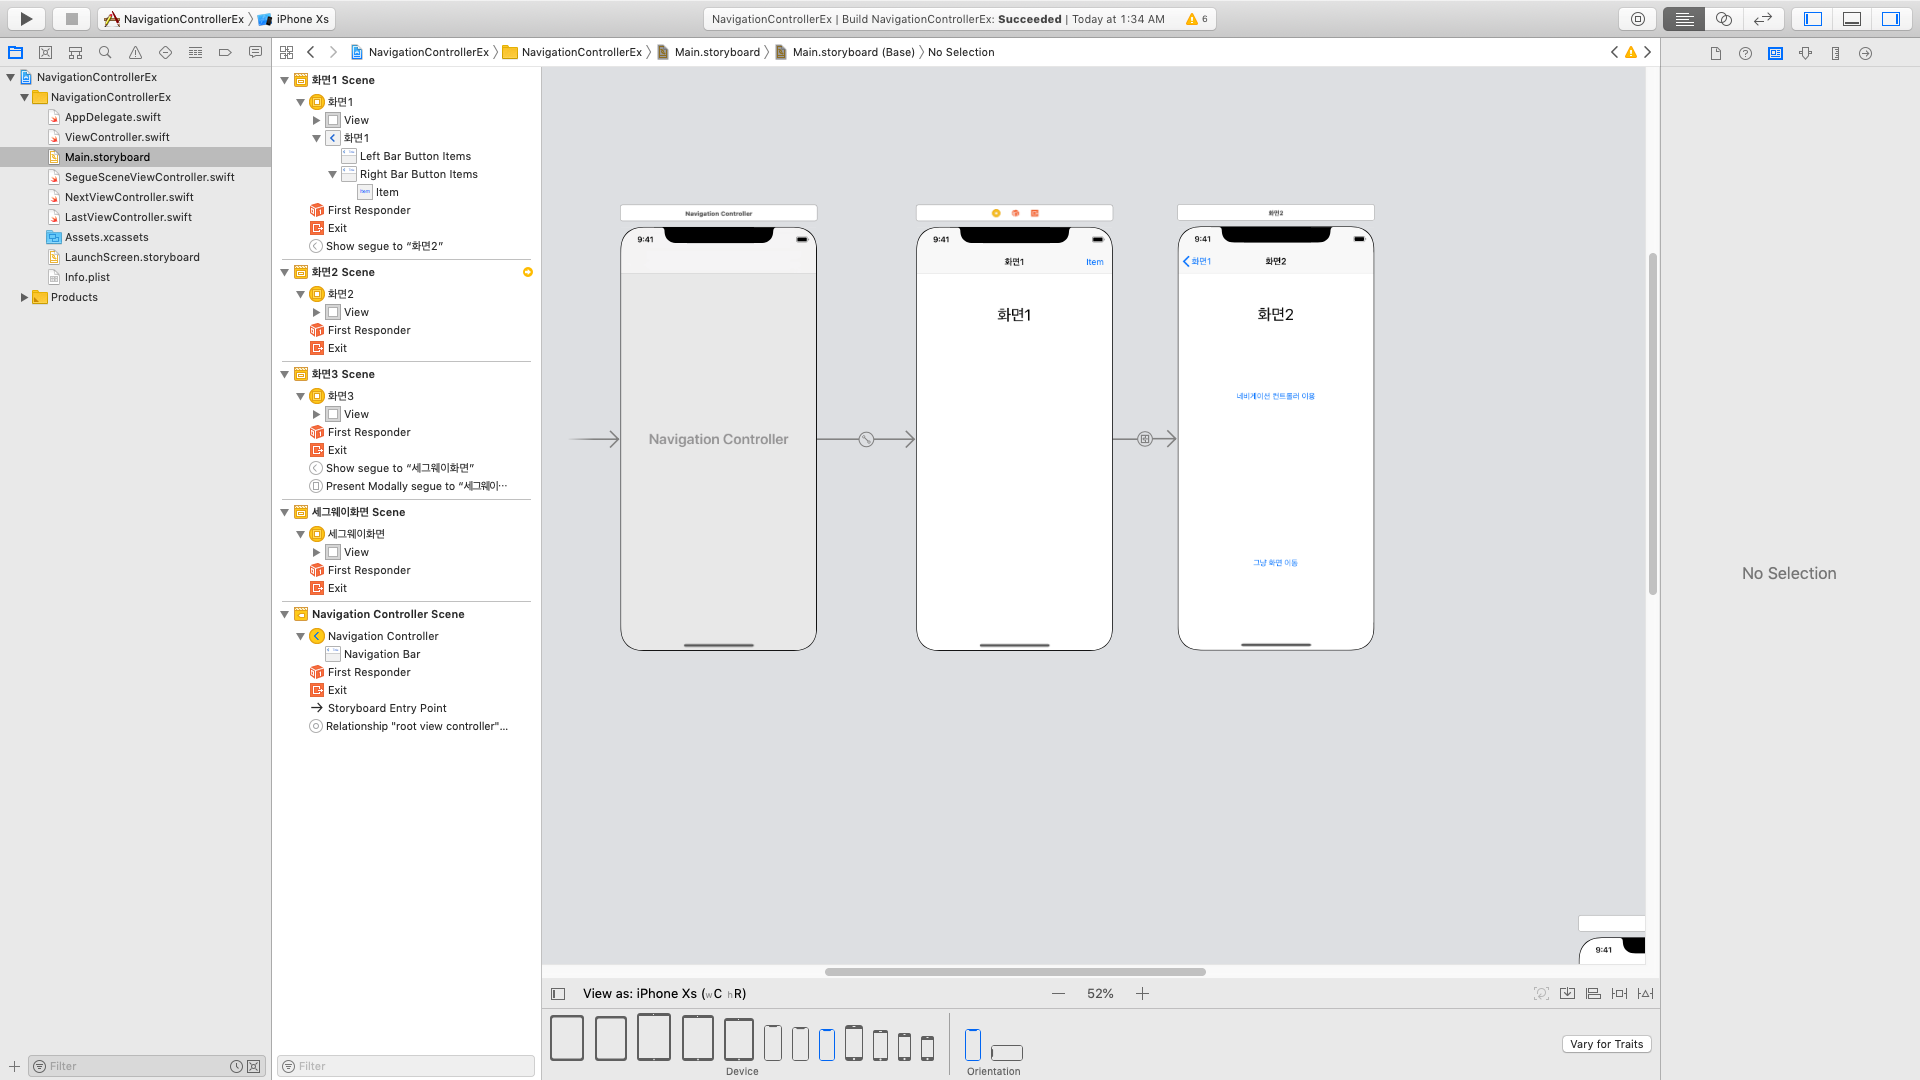 NavigationControllerEx
iPhone Xs
NavigationControllerEx | Build NavigationControllerEx: Succeeded | Today at 1:34 AM
6
NavigationControllerEx
NavigationControllerEx
Main.storyboard
Main.storyboard (Base)
No Selection
NavigationControllerEx
NavigationControllerEx
AppDelegate.swift
ViewController.swift
Main.storyboard
SegueSceneViewController.swift
NextViewController.swift
LastViewController.swift
Assets.xcassets
LaunchScreen.storyboard
Info.plist
Products
Filter
화면1 Scene
화면1
View
화면1
Left Bar Button Items
Right Bar Button Items
Item
First Responder
Exit
Show segue to “화면2”
화면2 Scene
화면2
View
First Responder
Exit
화면3 Scene
화면3
View
First Responder
Exit
Show segue to “세그웨이화면”
Present Modally segue to “세그웨이…
세그웨이화면 Scene
세그웨이화면
View
First Responder
Exit
Navigation Controller Scene
Navigation Controller
Navigation Bar
First Responder
Exit
Storyboard Entry Point
Relationship "root view controller"...
Filter
Navigation Controller
9:41
Navigation Controller
9:41
화면1
Item
화면1
화면2
9:41
화면1
화면2
화면2
네비게이션 컨트롤러 이용
그냥 화면 이동
9:41
View as: iPhone Xs (wC hR)
52%
Device
Orientation
Vary for Traits
No Selection